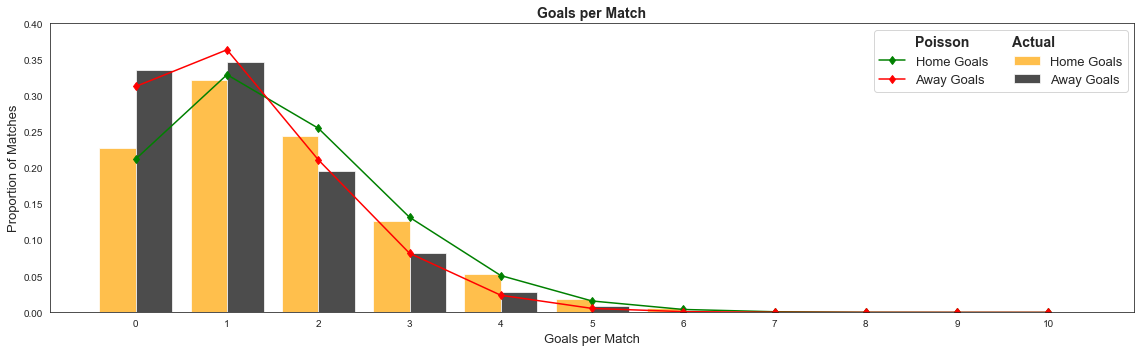 Goals per Match
Poisson Actual
Home Goals Home Goals
Away Goals Away Goals
Proportion of Matches
0.40
0.35
0.30
0.25
0.20
0.15
0.10
0.05
0.00
0 1 2 3 4 5 6 7 8 9 10
Goals per Match